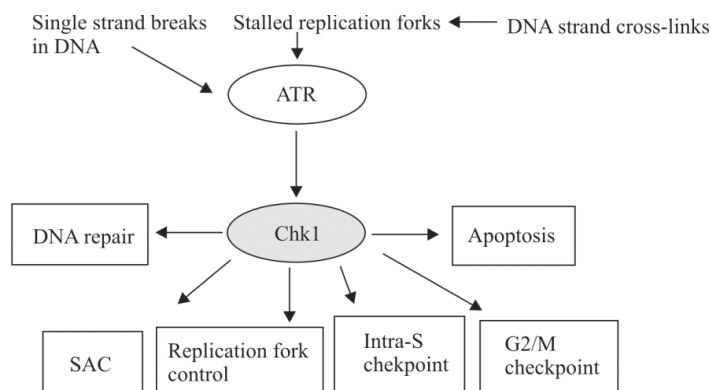 Single strand breaks
in DNA
Stalled replication forks
DNA strand cross-links
ATR
Chk1
DNA repair
Apoptosis
SAC
Replication fork
control
Intra-S
chekpoint
G2/M
checkpoint